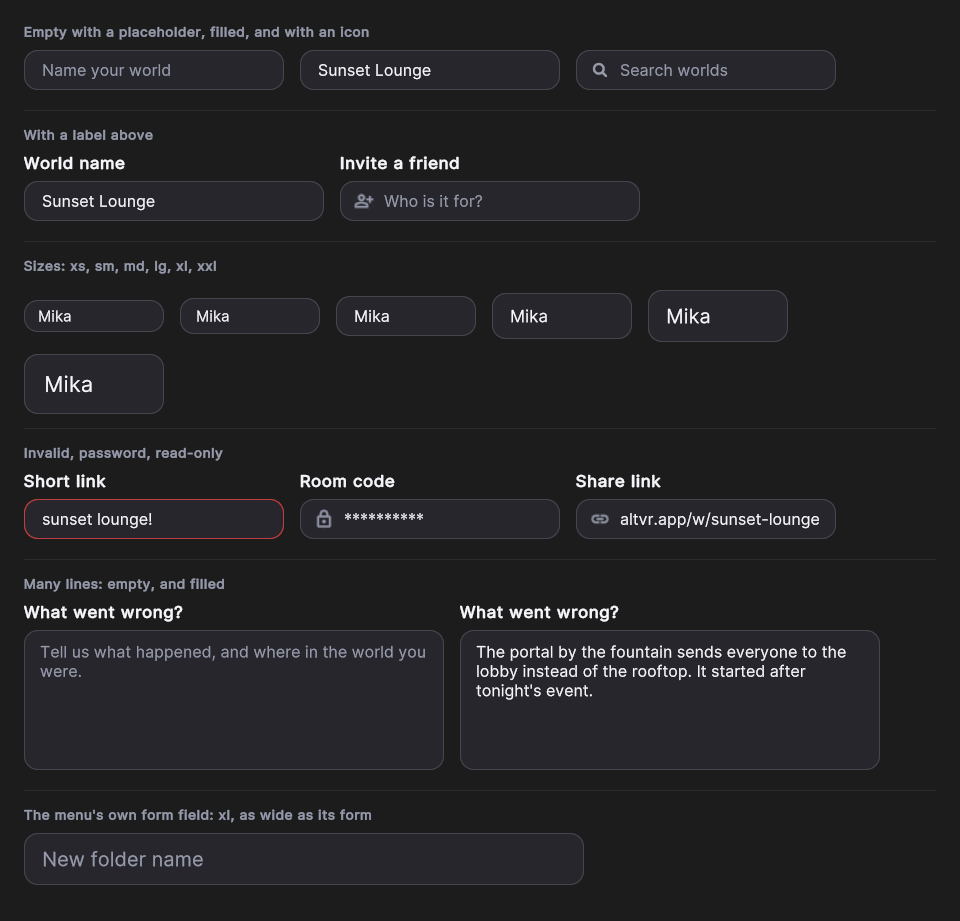 Empty with a placeholder, filled, and with an icon
Name your world
Sunset Lounge
Search worlds
With a label above
World name
Invite a friend
Sunset Lounge
Who is it for?
Sizes: xs, sm, md, lg, xl, xxl
Mika
Mika
Mika
Mika
Mika
Mika
Invalid, password, read-only
Short link
Room code
Share link
sunset lounge!
**********
altvr.app/w/sunset-lounge
Many lines: empty, and filled
What went wrong?
Tell us what happened, and where in the world you
were.
What went wrong?
The portal by the fountain sends everyone to the
lobby instead of the rooftop. It started after
tonight's event.
The menu's own form field: xl, as wide as its form
New folder name